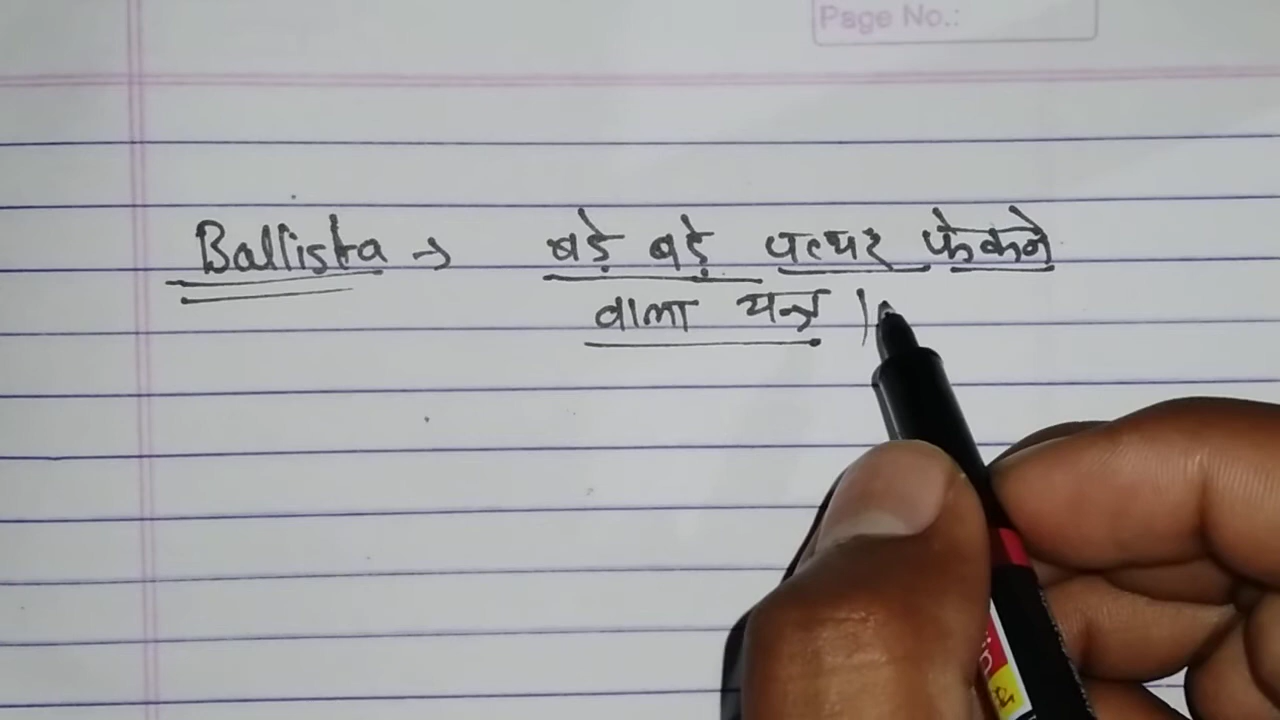 Page No.:
Ballista → बड़े बड़े पत्थर फेकने
वाला यन्त्र ।